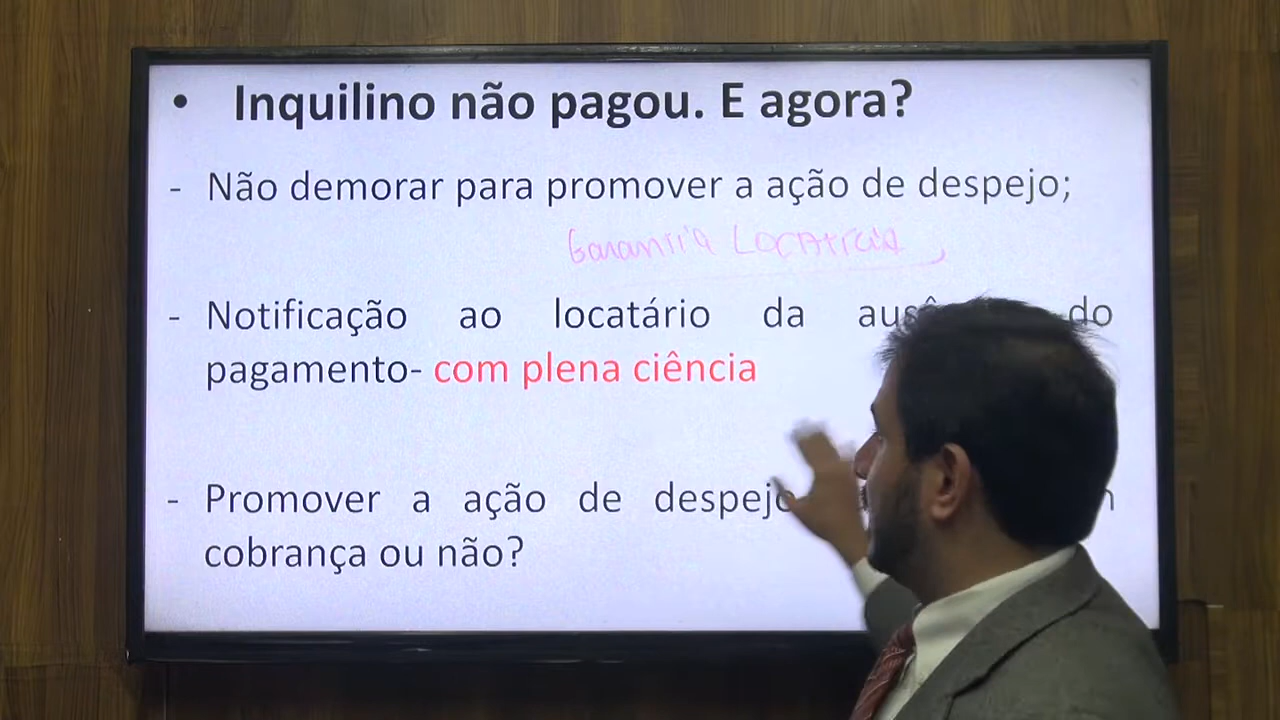 • Inquilino não pagou. E agora?
- Não demorar para promover a ação de despejo;
Garantia Locatícia
- Notificação ao locatário da do
pagamento- com plena ciência
- Promover a ação de despejo
cobrança ou não?